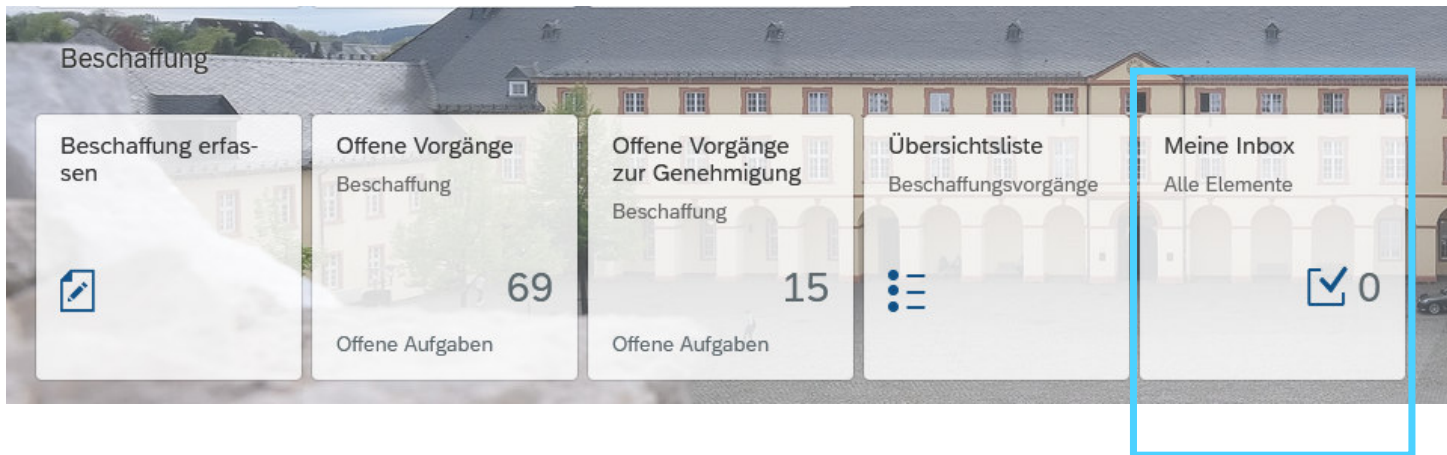 Beschaffung
Beschaffung erfas-
sen
Offene Vorgänge
Beschaffung
69
Offene Aufgaben
Offene Vorgänge
zur Genehmigung
Beschaffung
15
Offene Aufgaben
Übersichtsliste
Beschaffungsvorgänge
Meine Inbox
Alle Elemente
0